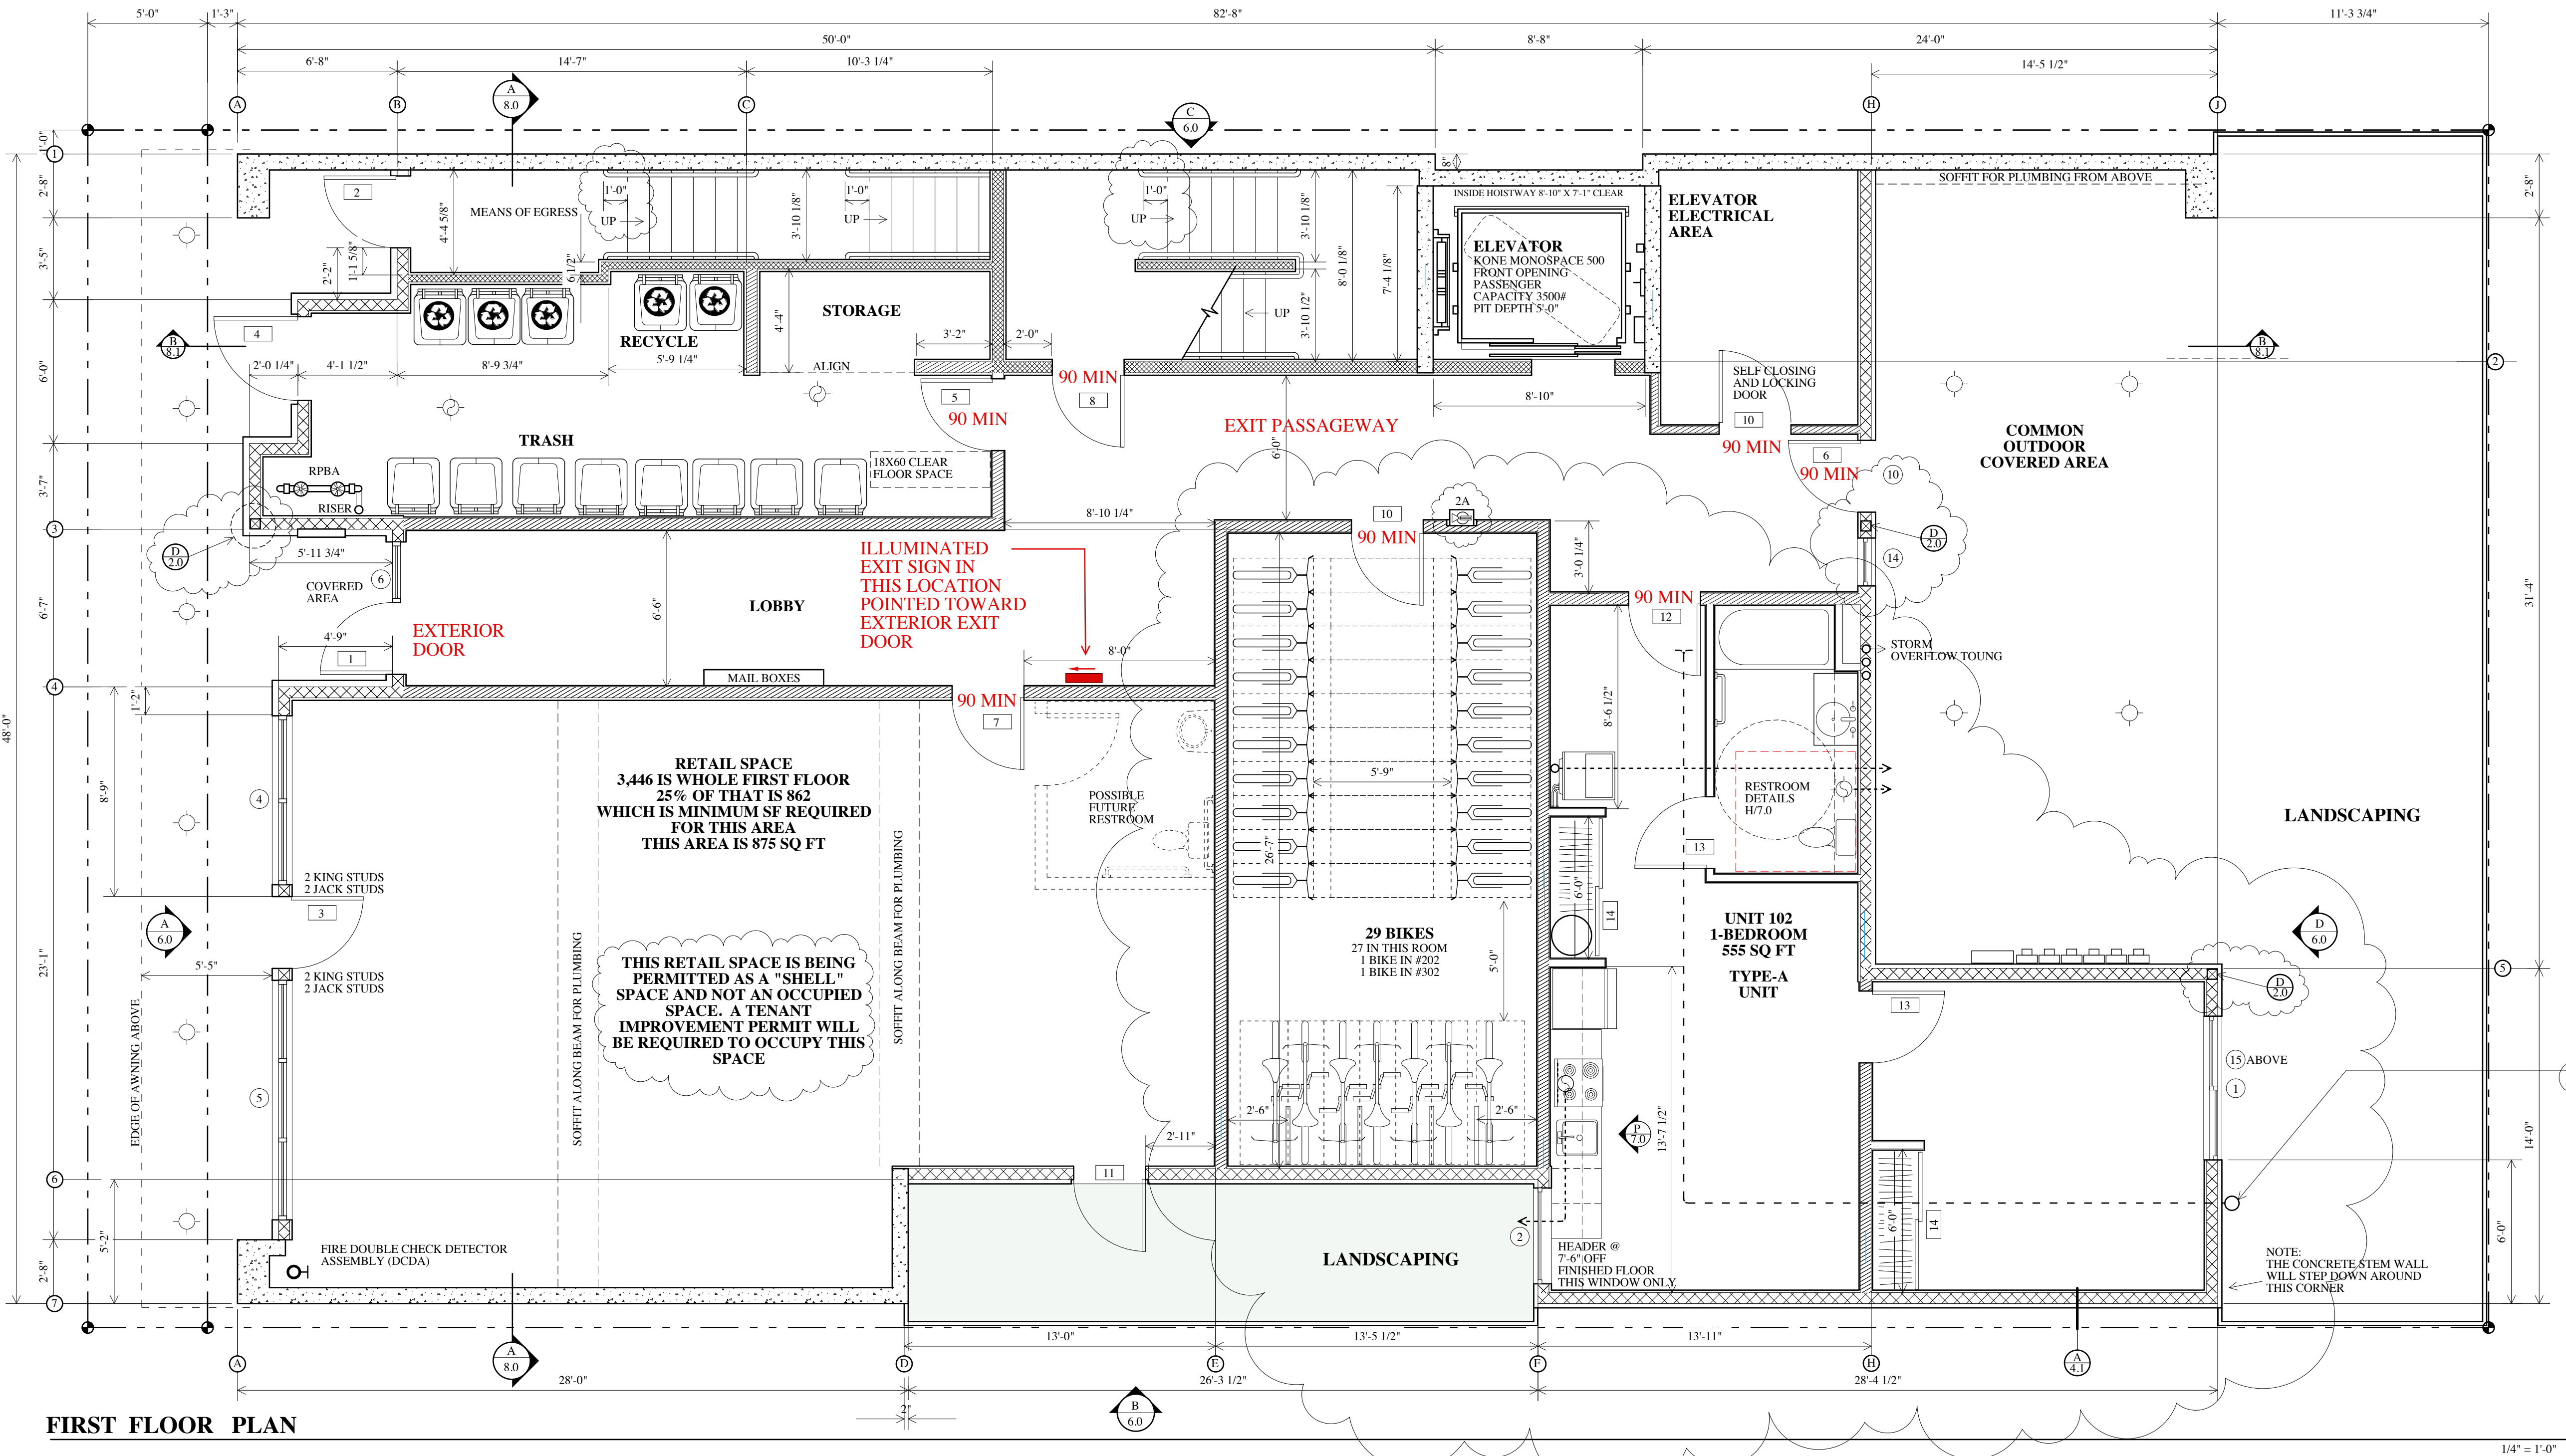 5'-0"
1'-3"
82'-8"
11'-3 3/4"
50'-0"
8'-8"
24'-0"
6'-8"
14'-7"
10'-3 1/4"
14'-5 1/2"
A
B
A
8.0
C
C
6.0
H
J
1'-0"
1
2'-8"
3'-5"
6'-0"
3'-7"
3
6'-7"
4
48'-0"
8'-9"
1'-2"
23'-1"
6
5'-2"
2'-8"
7
2
MEANS OF EGRESS
4'-4 5/8"
1'-0"
UP
3'-10 1/8"
1'-0"
UP
1'-0"
UP
3'-10 1/8"
8'-0 1/8"
3'-10 1/2"
UP
7'-4 1/8"
8"
INSIDE HOISTWAY 8'-10" X 7'-1" CLEAR
ELEVATOR
KONE MONOSPACE 500
FRONT OPENING
PASSENGER
CAPACITY 3500#
PIT DEPTH 5'-0"
ELEVATOR
ELECTRICAL
AREA
SOFFIT FOR PLUMBING FROM ABOVE
2'-8"
2'-2"
1'-1 5/8"
6 1/2"
4
B
8.1
RECYCLE
STORAGE
4'-4"
3'-2"
2'-0"
ALIGN
2'-0 1/4"
4'-1 1/2"
8'-9 3/4"
5'-9 1/4"
90 MIN
8
5
90 MIN
EXIT PASSAGEWAY
6'-0"
8'-10"
SELF CLOSING
AND LOCKING
DOOR
10
90 MIN
6
90 MIN
10
B
8.1
2
COMMON
OUTDOOR
COVERED AREA
TRASH
RPBA
RISER
18X60 CLEAR
FLOOR SPACE
8'-10 1/4"
D
2.0
5'-11 3/4"
COVERED
AREA
6
4'-9"
1
EXTERIOR
DOOR
6'-6"
LOBBY
MAIL BOXES
ILLUMINATED
EXIT SIGN IN
THIS LOCATION
POINTED TOWARD
EXTERIOR EXIT
DOOR
8'-0"
90 MIN
7
10
90 MIN
2A
3'-0 1/4"
90 MIN
12
D
2.0
14
31'-4"
STORM
OVERFLOW TOUNG
8'-6 1/2"
RESTROOM
DETAILS
H/7.0
13
LANDSCAPING
4
RETAIL SPACE
3,446 IS WHOLE FIRST FLOOR
25% OF THAT IS 862
WHICH IS MINIMUM SF REQUIRED
FOR THIS AREA
THIS AREA IS 875 SQ FT
POSSIBLE
FUTURE
RESTROOM
5'-9"
26'-7"
2 KING STUDS
2 JACK STUDS
3
A
6.0
5'-5"
2 KING STUDS
2 JACK STUDS
EDGE OF AWNING ABOVE
5
SOFFIT ALONG BEAM FOR PLUMBING
SOFFIT ALONG BEAM FOR PLUMBING
THIS RETAIL SPACE IS BEING
PERMITTED AS A "SHELL"
SPACE AND NOT AN OCCUPIED
SPACE. A TENANT
IMPROVEMENT PERMIT WILL
BE REQUIRED TO OCCUPY THIS
SPACE
29 BIKES
27 IN THIS ROOM
1 BIKE IN #202
1 BIKE IN #302
5'-0"
2'-6"
2'-6"
6'-0"
14
UNIT 102
1-BEDROOM
555 SQ FT
TYPE-A
UNIT
13
P
7.0
13'-7 1/2"
D
6.0
5
D
2.0
15 ABOVE
1
14'-0"
6'-0"
6'-0"
14
2'-11"
11
LANDSCAPING
2
HEADER @
7'-6" OFF
FINISHED FLOOR
THIS WINDOW ONLY
FIRE DOUBLE CHECK DETECTOR
ASSEMBLY (DCDA)
NOTE:
THE CONCRETE STEM WALL
WILL STEP DOWN AROUND
THIS CORNER
13'-0"
13'-5 1/2"
13'-11"
A
A
8.0
D
E
F
H
A
4.1
28'-0"
26'-3 1/2"
28'-4 1/2"
2"
B
6.0
FIRST FLOOR PLAN
1/4" = 1'-0"